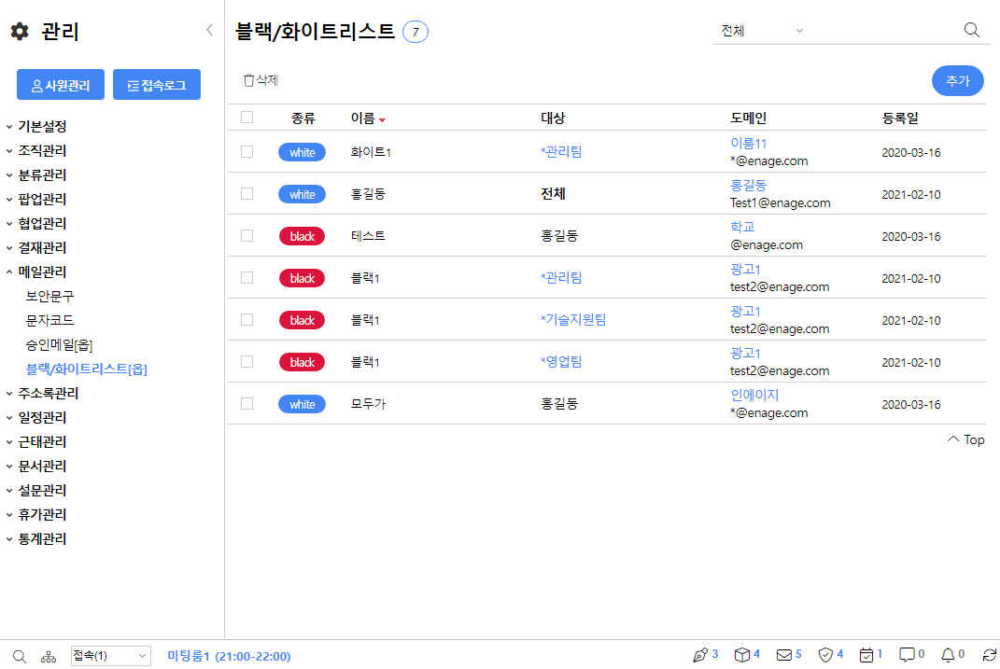 관리
사원관리 접속로그
기본설정
조직관리
분류관리
팝업관리
협업관리
결재관리
메일관리
보안문구
문자코드
승인메일[옵]
블랙/화이트리스트[옵]
주소록관리
일정관리
근태관리
문서관리
설문관리
휴가관리
통계관리
블랙/화이트리스트 7
전체
삭제
추가
종류 이름 대상 도메인 등록일
white 화이트1 *관리팀 이름11 2020-03-16
*@enage.com
white 홍길동 전체 홍길동 2021-02-10
Test1@enage.com
black 테스트 홍길동 학교 2020-03-16
@enage.com
black 블랙1 *관리팀 광고1 2021-02-10
test2@enage.com
black 블랙1 *기술지원팀 광고1 2021-02-10
test2@enage.com
black 블랙1 *영업팀 광고1 2021-02-10
test2@enage.com
white 모두가 홍길동 인에이지 2020-03-16
*@enage.com
Top
접속(1) 미팅룸1 (21:00-22:00) 3 4 5 4 1 0 0